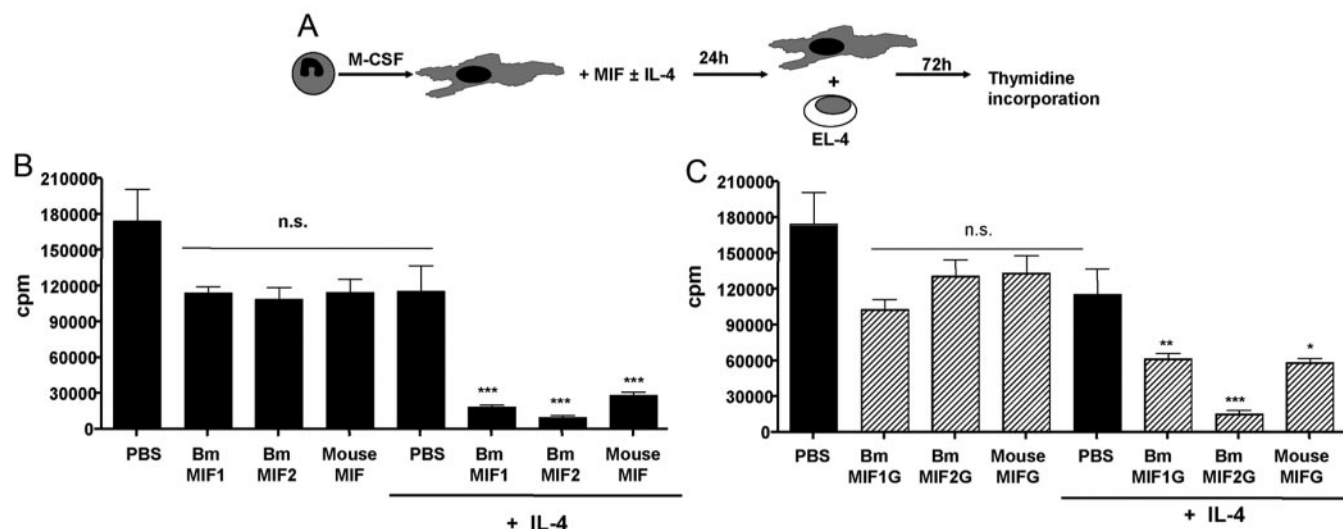 A
M-CSF
+ MIF ± IL-4
24h
+
EL-4
72h
Thymidine
incorporation
B
cpm
210000
180000
150000
120000
90000
60000
30000
0
n.s.
***
***
***
PBS
Bm
MIF1
Bm
MIF2
Mouse
MIF
PBS
Bm
MIF1
Bm
MIF2
Mouse
MIF
+ IL-4
C
cpm
210000
180000
150000
120000
90000
60000
30000
0
n.s.
**
***
*
PBS
Bm
MIF1G
Bm
MIF2G
Mouse
MIFG
PBS
Bm
MIF1G
Bm
MIF2G
Mouse
MIFG
+ IL-4